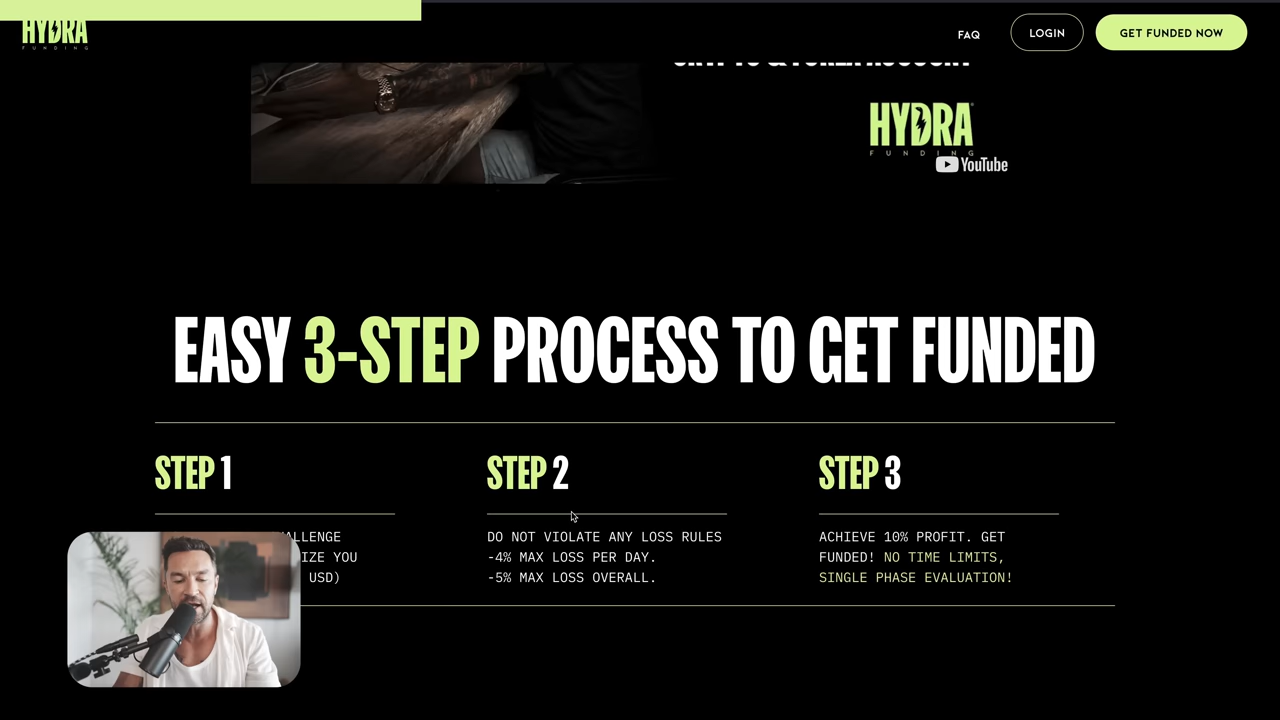 HYDRA
FUNDING
FAQ
LOGIN
GET FUNDED NOW
HYDRA
FUNDING
YouTube
EASY 3-STEP PROCESS TO GET FUNDED
STEP 1
STEP 2
DO NOT VIOLATE ANY LOSS RULES
-4% MAX LOSS PER DAY.
-5% MAX LOSS OVERALL.
STEP 3
ACHIEVE 10% PROFIT. GET
FUNDED! NO TIME LIMITS,
SINGLE PHASE EVALUATION!
YOU
USD)